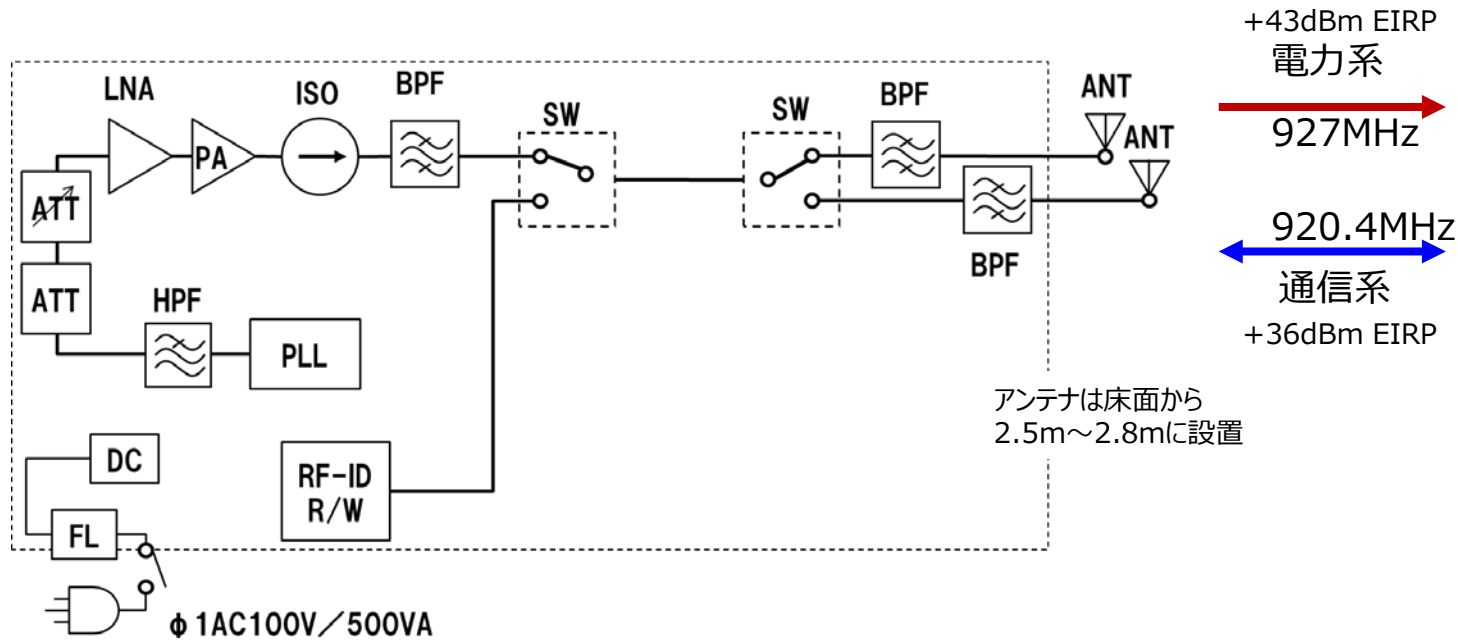 +43dBm EIRP
電力系
927MHz
920.4MHz
通信系
+36dBm EIRP
LNA
PA
ISO
BPF
SW
SW
BPF
ANT
ANT
BPF
ATT
ATT
HPF
PLL
DC
FL
RF-ID
R/W
アンテナは床面から
2.5m～2.8mに設置
φ1AC100V／500VA